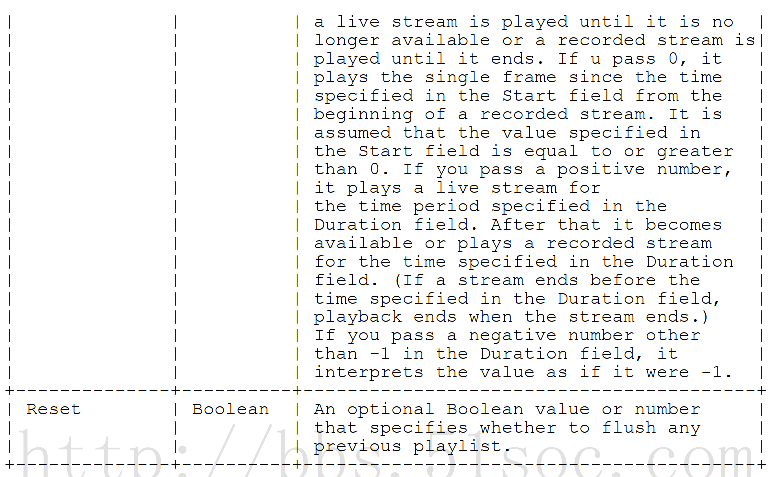 a live stream is played until it is no
longer available or a recorded stream is
played until it ends. If u pass 0, it
plays the single frame since the time
specified in the Start field from the
beginning of a recorded stream. It is
assumed that the value specified in
the Start field is equal to or greater
than 0. If you pass a positive number,
it plays a live stream for
the time period specified in the
Duration field. After that it becomes
available or plays a recorded stream
for the time specified in the Duration
field. (If a stream ends before the
time specified in the Duration field,
playback ends when the stream ends.)
If you pass a negative number other
than -1 in the Duration field, it
interprets the value as if it were -1.
Reset Boolean An optional Boolean value or number
that specifies whether to flush any
previous playlist.
http://bbs.51soc.com